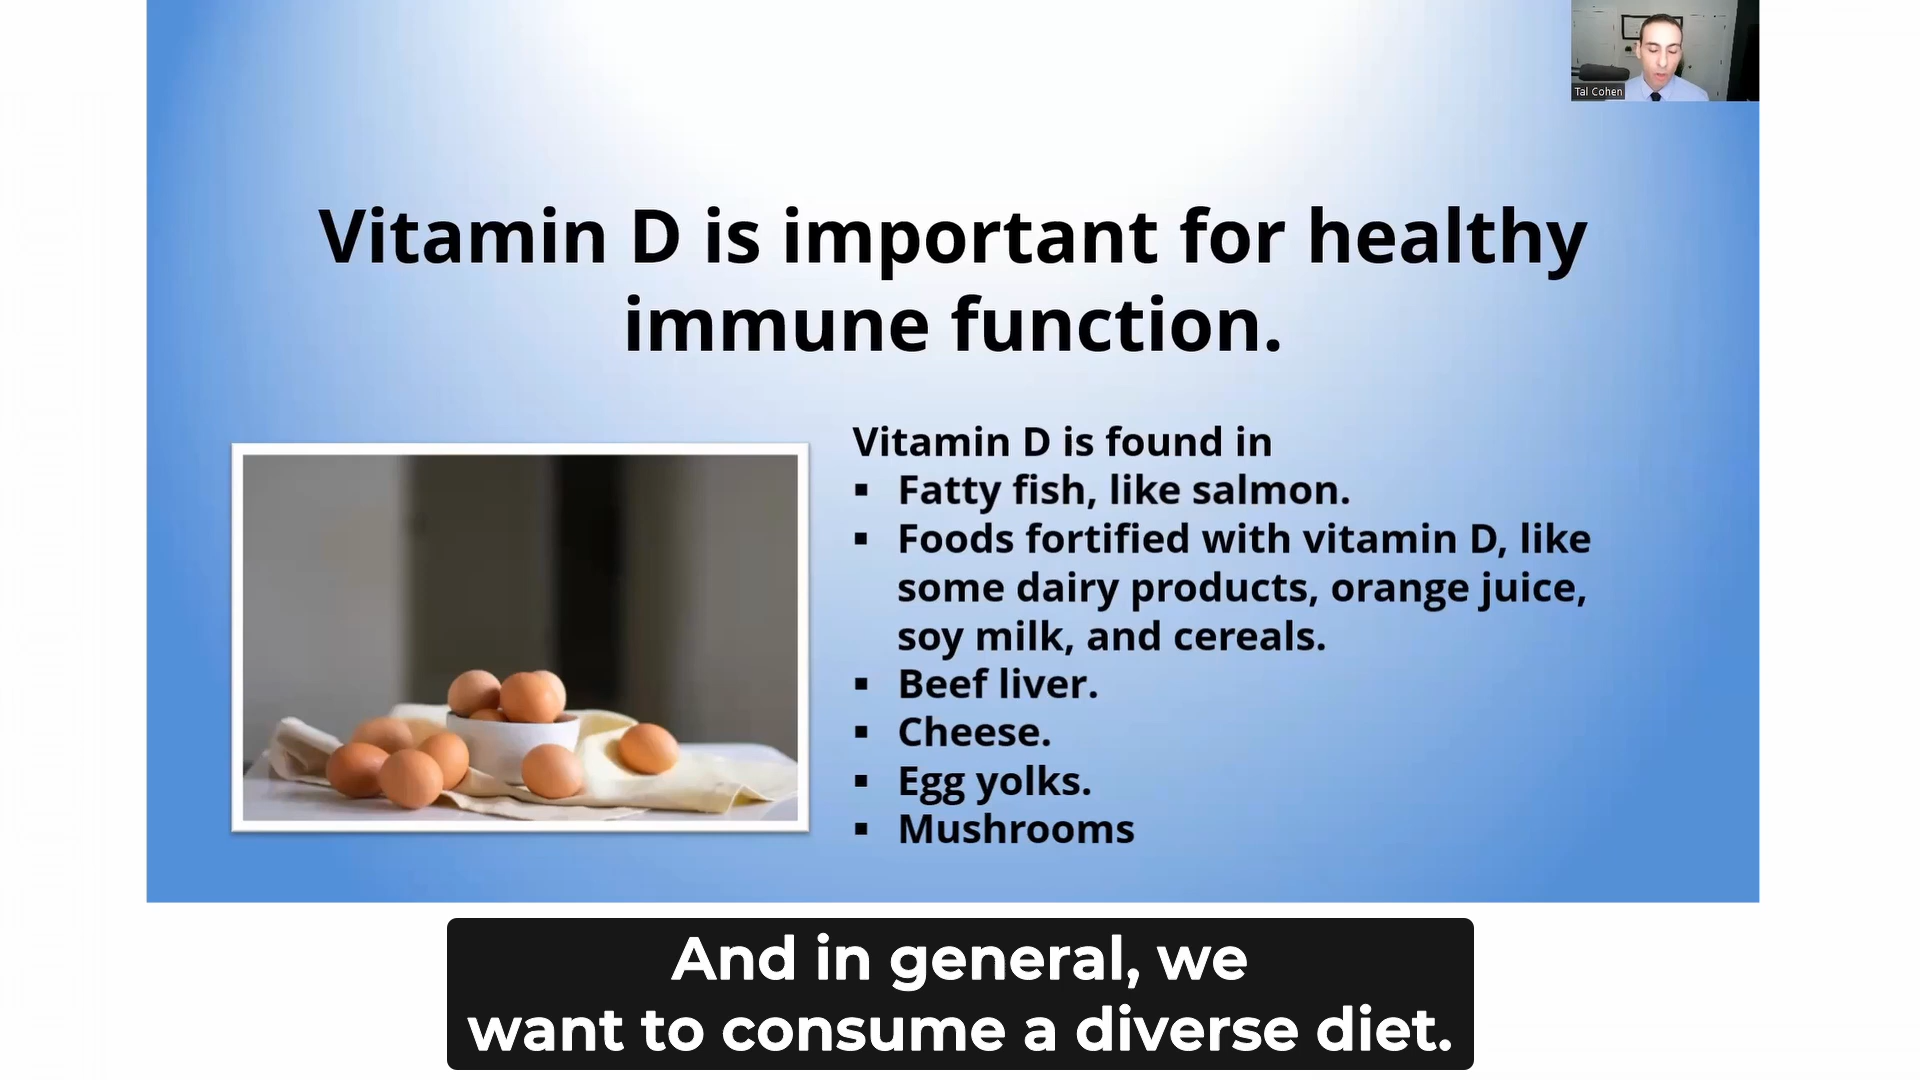 Tal Cohen
Vitamin D is important for healthy
immune function.
Vitamin D is found in
▪ Fatty fish, like salmon.
▪ Foods fortified with vitamin D, like
some dairy products, orange juice,
soy milk, and cereals.
▪ Beef liver.
▪ Cheese.
▪ Egg yolks.
▪ Mushrooms
And in general, we
want to consume a diverse diet.